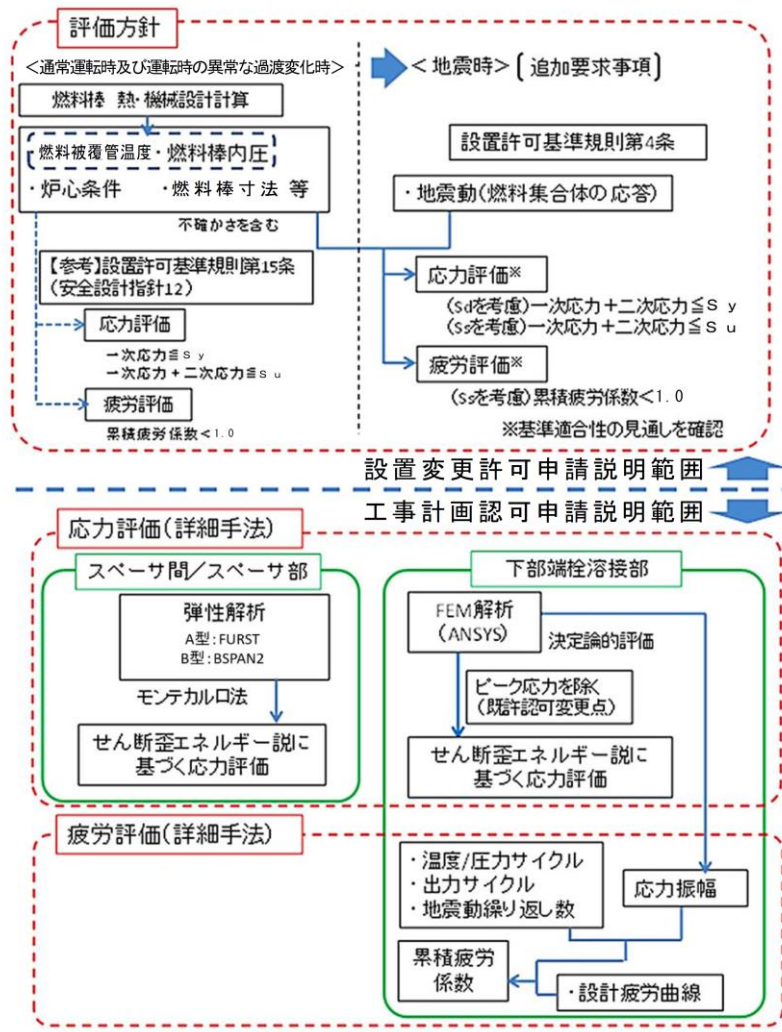 評価方針
<通常運転時及び運転時の異常な過渡変化時>
<地震時>〔追加要求事項〕
燃料棒 熱・機械設計計算
燃料被覆管温度・燃料棒内圧
・炉心条件 ・燃料棒寸法 等
不確かさを含む
設置許可基準規則第4条
・地震動(燃料集合体の応答)
【参考】設置許可基準規則第15条
(安全設計指針12)
応力評価
一次応力≦Sy
一次応力+二次応力≦Su
疲労評価
累積疲労係数<1.0
応力評価※
(Sdを考慮)一次応力+二次応力≦Sy
(Ssを考慮)一次応力+二次応力≦Su
疲労評価※
(Ssを考慮)累積疲労係数<1.0
※基準適合性の見通しを確認
設置変更許可申請説明範囲
工事計画認可申請説明範囲
応力評価(詳細手法)
スペーサ間/スペーサ部
弾性解析
A型:FURST
B型:BSPAN2
モンテカルロ法
せん断歪エネルギー説に
基づく応力評価
下部端栓溶接部
FEM解析
(ANSYS)
決定論的評価
ピーク応力を除く
(既許認可変更点)
せん断歪エネルギー説に
基づく応力評価
疲労評価(詳細手法)
・温度/圧力サイクル
・出力サイクル
・地震動繰り返し数
応力振幅
累積疲労
係数
・設計疲労曲線